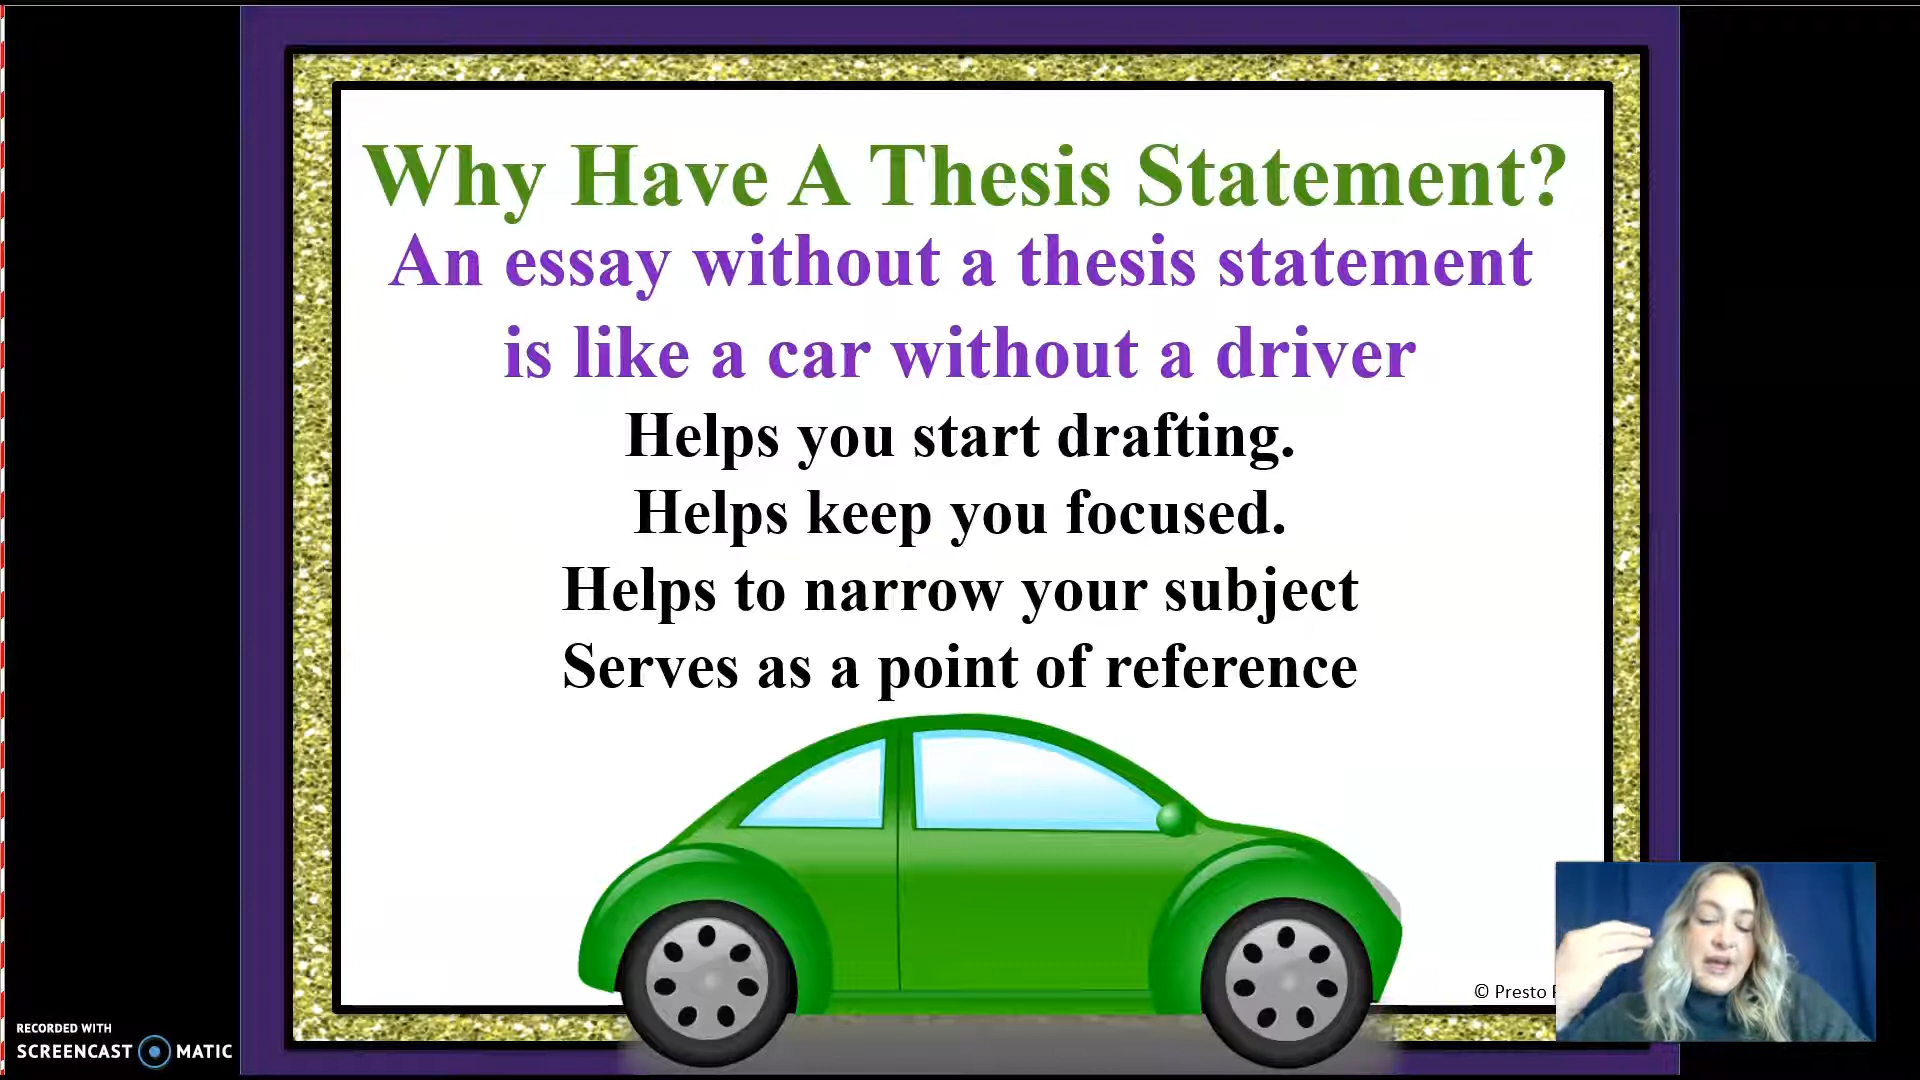 Why Have A Thesis Statement?
An essay without a thesis statement
is like a car without a driver
Helps you start drafting.
Helps keep you focused.
Helps to narrow your subject
Serves as a point of reference
© Presto
RECORDED WITH
SCREENCAST MATIC